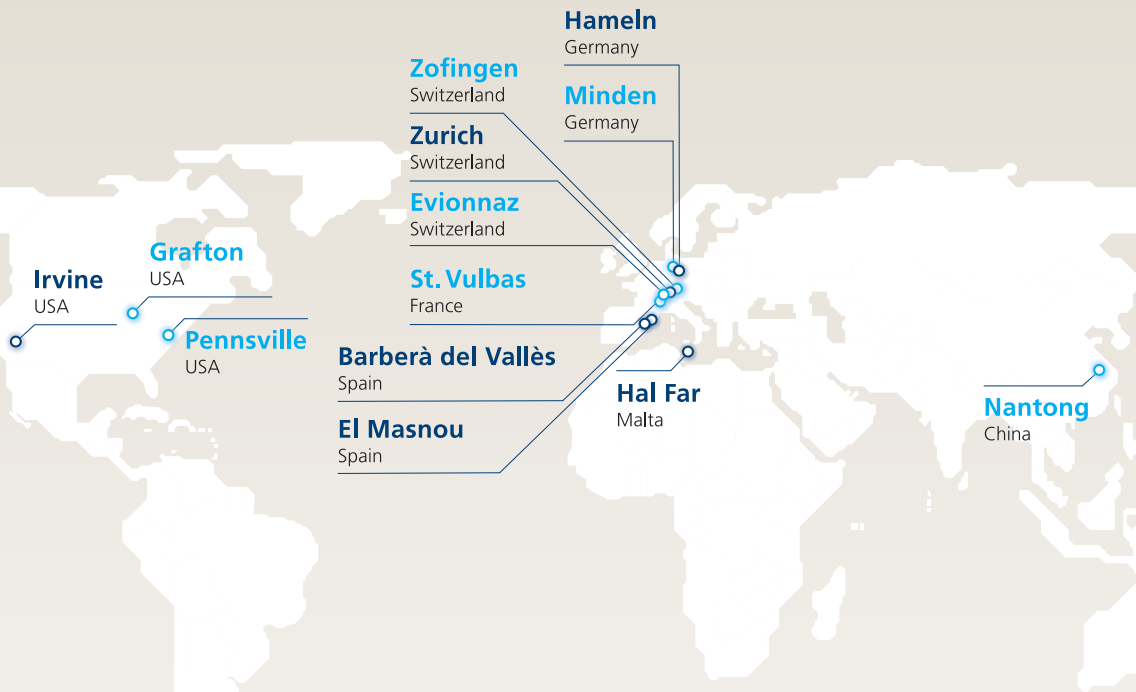 Hameln
Germany
Zofingen
Switzerland
Minden
Germany
Zurich
Switzerland
Evionnaz
Switzerland
Grafton
USA
Irvine
USA
St. Vulbas
France
Pennsville
USA
Barberà del Vallès
Spain
Hal Far
Malta
Nantong
China
El Masnou
Spain